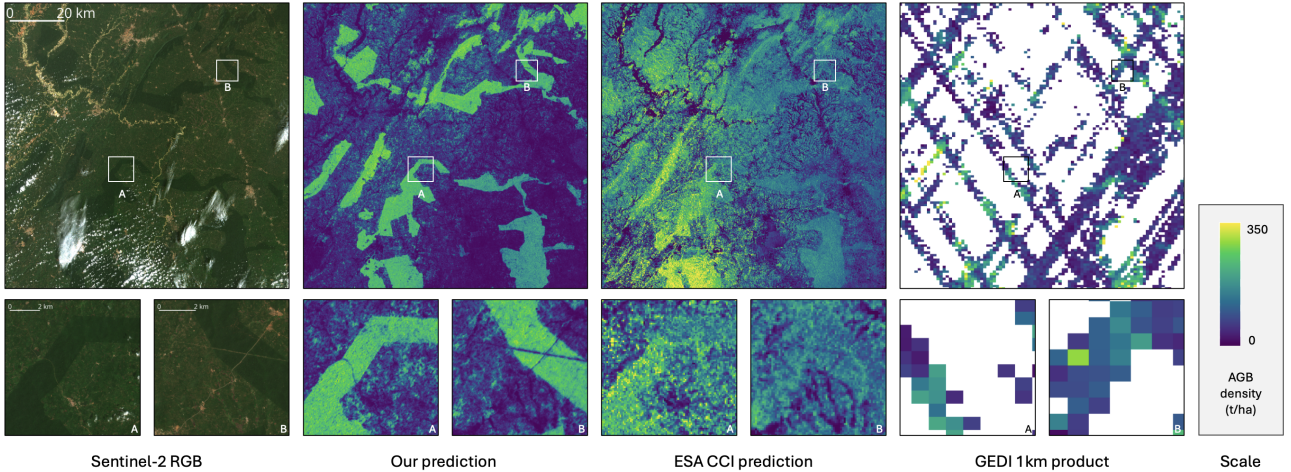 0 20 km
B
A
B
A
B
A
B
A
0 2 km
A
0 2 km
B
A
B
A
B
A
B
350
0
AGB
density
(t/ha)
Sentinel-2 RGB
Our prediction
ESA CCI prediction
GEDI 1km product
Scale